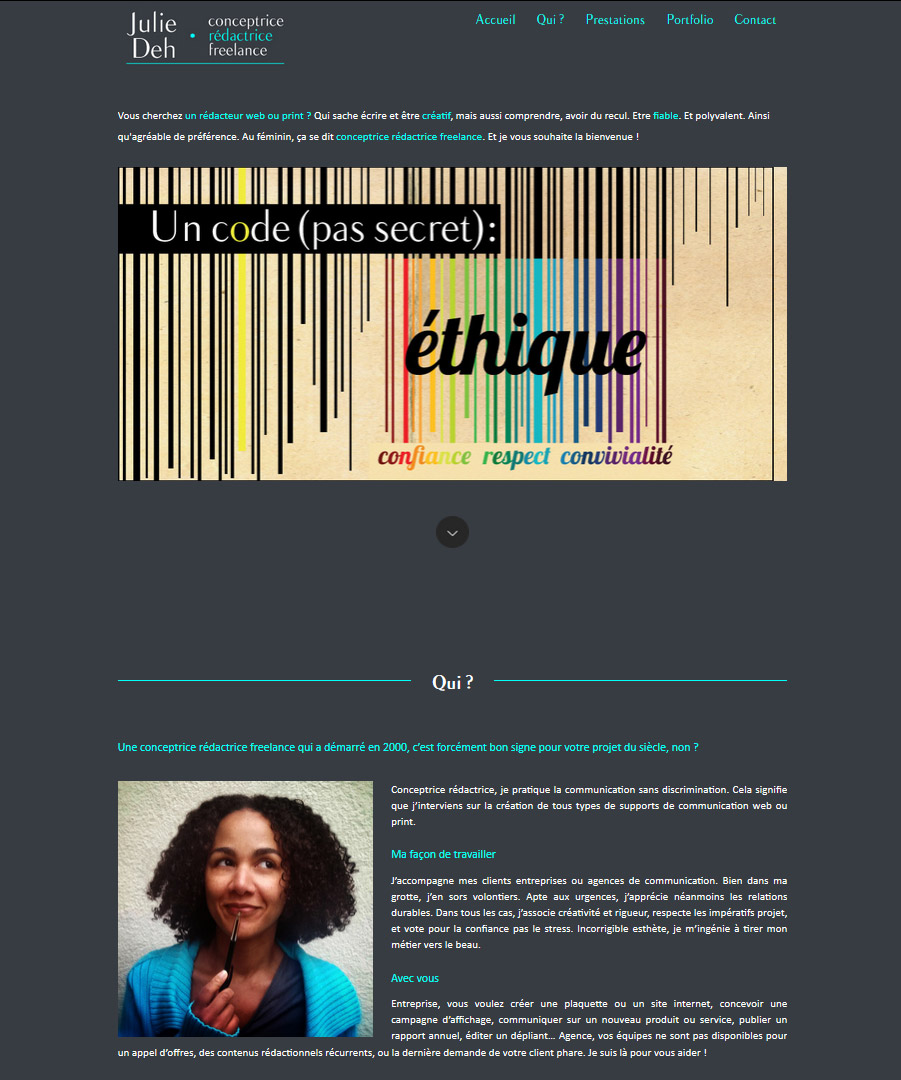 Julie
Deh
conceptrice
rédactrice
freelance
Accueil Qui ? Prestations Portfolio Contact
Vous cherchez un rédacteur web ou print ? Qui sache écrire et être créatif, mais aussi comprendre, avoir du recul. Etre fiable. Et polyvalent. Ainsi
qu'agréable de préférence. Au féminin, ça se dit conceptrice rédactrice freelance. Et je vous souhaite la bienvenue !
Un code (pas secret):
éthique
confiance respect convivialité
Qui ?
Une conceptrice rédactrice freelance qui a démarré en 2000, c'est forcément bon signe pour votre projet du siècle, non ?
Conceptrice rédactrice, je pratique la communication sans discrimination. Cela signifie
que j'interviens sur la création de tous types de supports de communication web ou
print.
Ma façon de travailler
J'accompagne mes clients entreprises ou agences de communication. Bien dans ma
grotte, j'en sors volontiers. Apte aux urgences, j'apprécie néanmoins les relations
durables. Dans tous les cas, j'associe créativité et rigueur, respecte les impératifs projet,
et vote pour la confiance pas le stress. Incorrigible esthète, je m'ingénie à tirer mon
métier vers le beau.
Avec vous
Entreprise, vous voulez créer une plaquette ou un site internet, concevoir une
campagne d'affichage, communiquer sur un nouveau produit ou service, publier un
rapport annuel, éditer un dépliant... Agence, vos équipes ne sont pas disponibles pour
un appel d'offres, des contenus rédactionnels récurrents, ou la dernière demande de votre client phare. Je suis là pour vous aider !